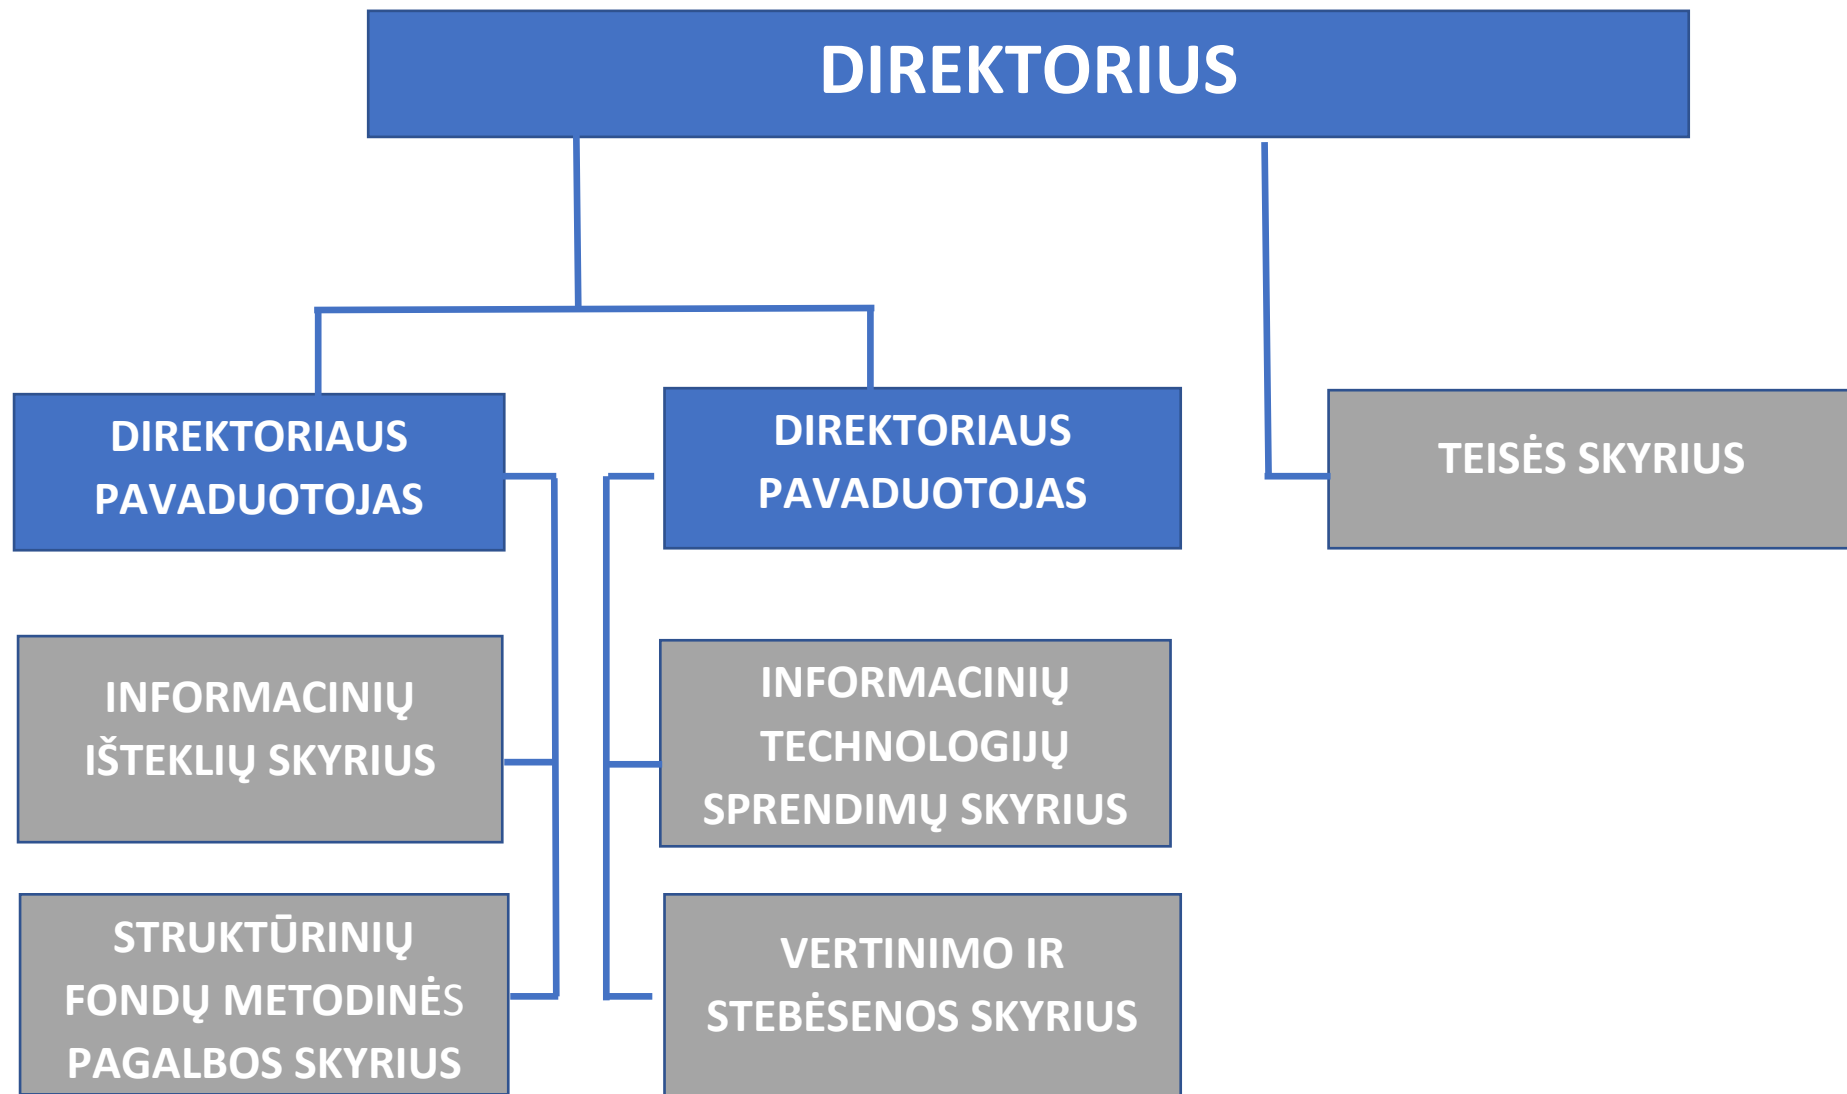 DIREKTORIUS
DIREKTORIAUS
PAVADUOTOJAS
DIREKTORIAUS
PAVADUOTOJAS
TEISĖS SKYRIUS
INFORMACINIŲ
IŠTEKLIŲ SKYRIUS
INFORMACINIŲ
TECHNOLOGIJŲ
SPRENDIMŲ SKYRIUS
STRUKTŪRINIŲ
FONDŲ METODINĖS
PAGALBOS SKYRIUS
VERTINIMO IR
STEBĖSENOS SKYRIUS